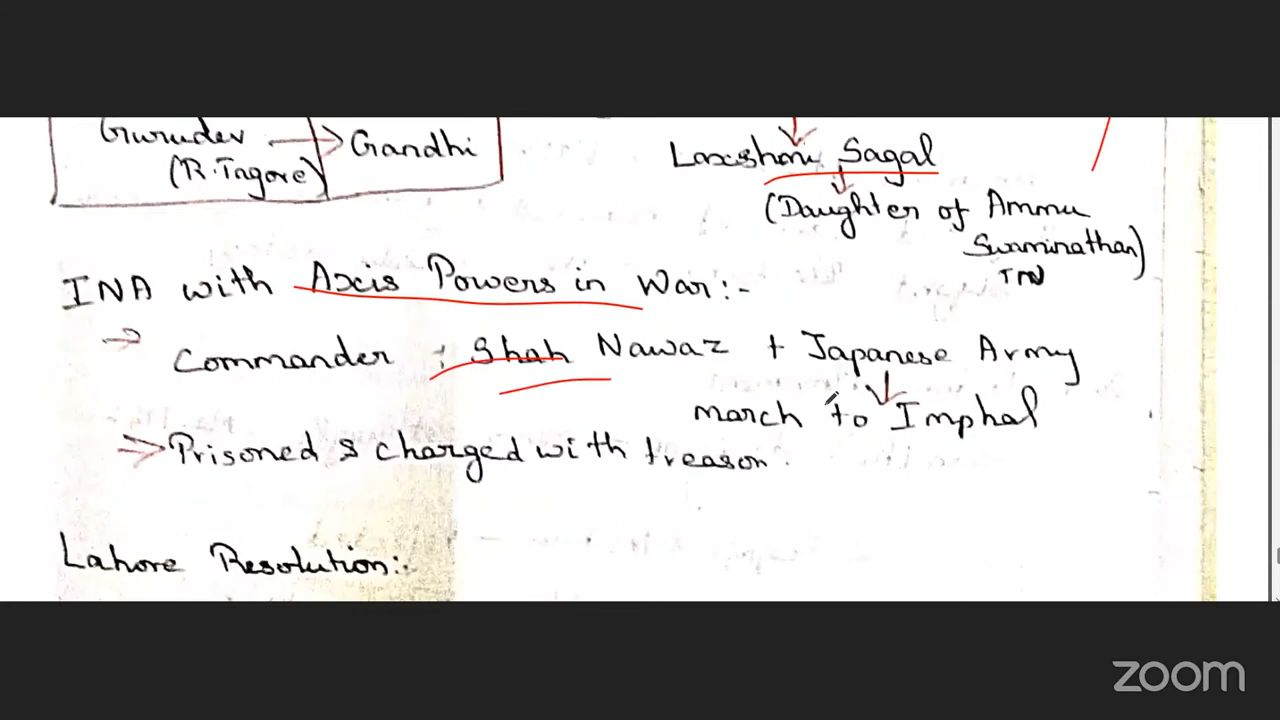 Gurudev → Gandhi
(R. Tagore)
Laxshmi Sagal
(Daughter of Ammu
Swaminathan)
TN
INA with Axis Powers in War:-
→ Commander : Shah Nawaz + Japanese Army
march to Imphal
⇒ Prisoned & charged with treason.
Lahore Resolution:-
zoom